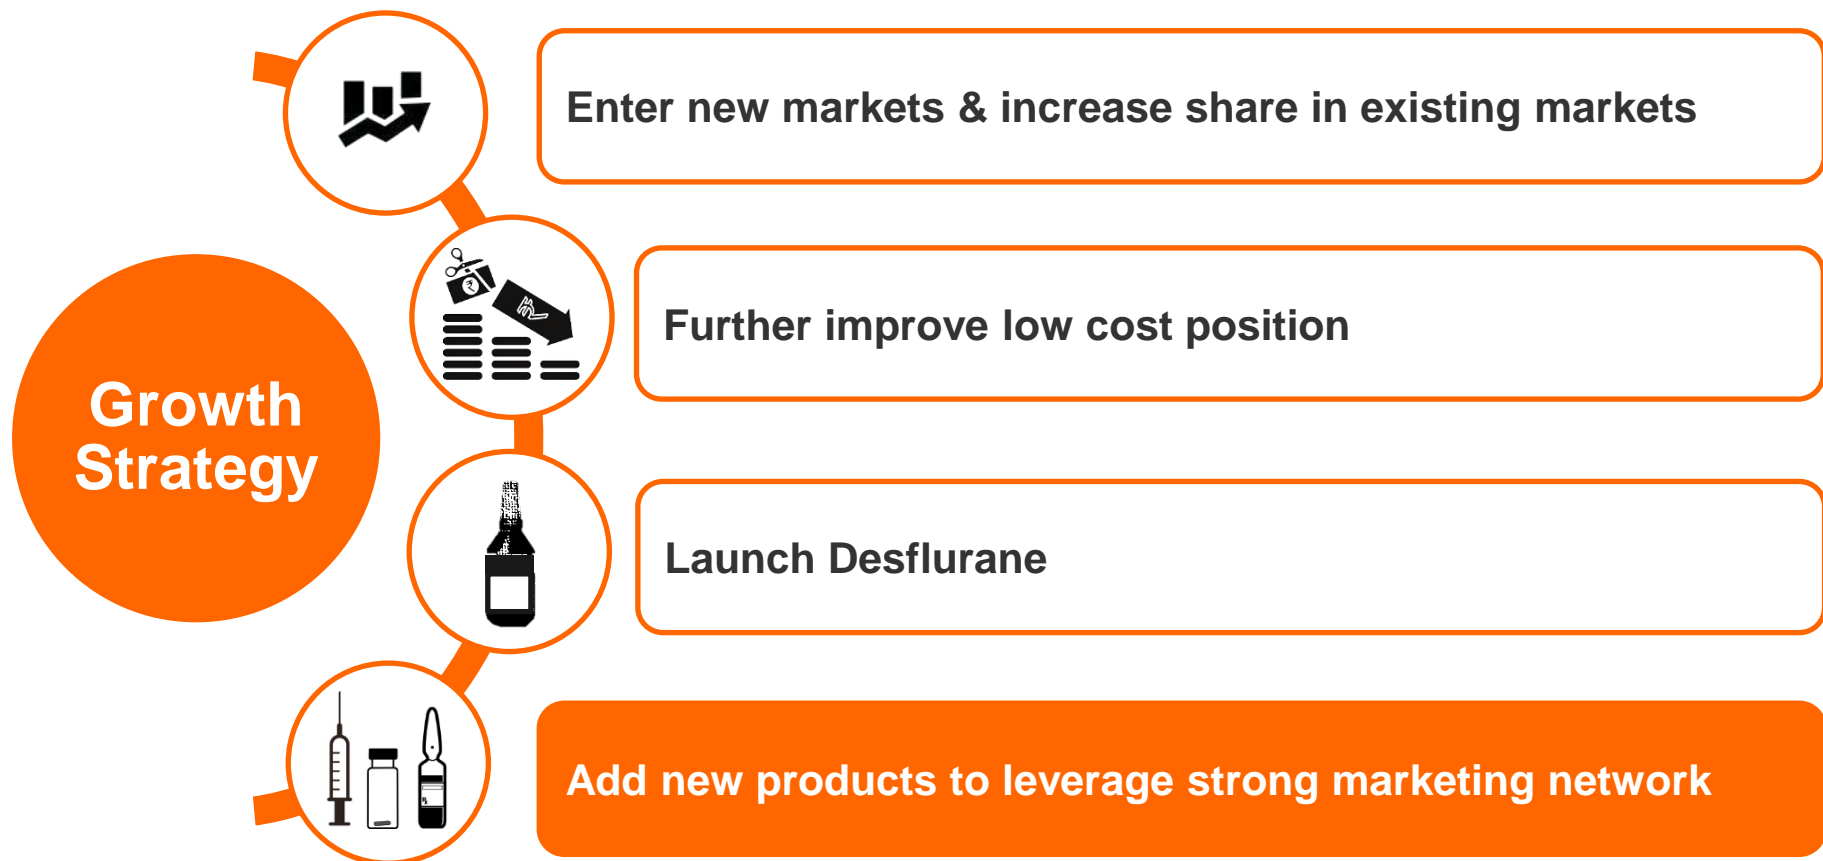 Enter new markets & increase share in existing markets
Further improve low cost position
Growth
Strategy
Launch Desflurane
Add new products to leverage strong marketing network